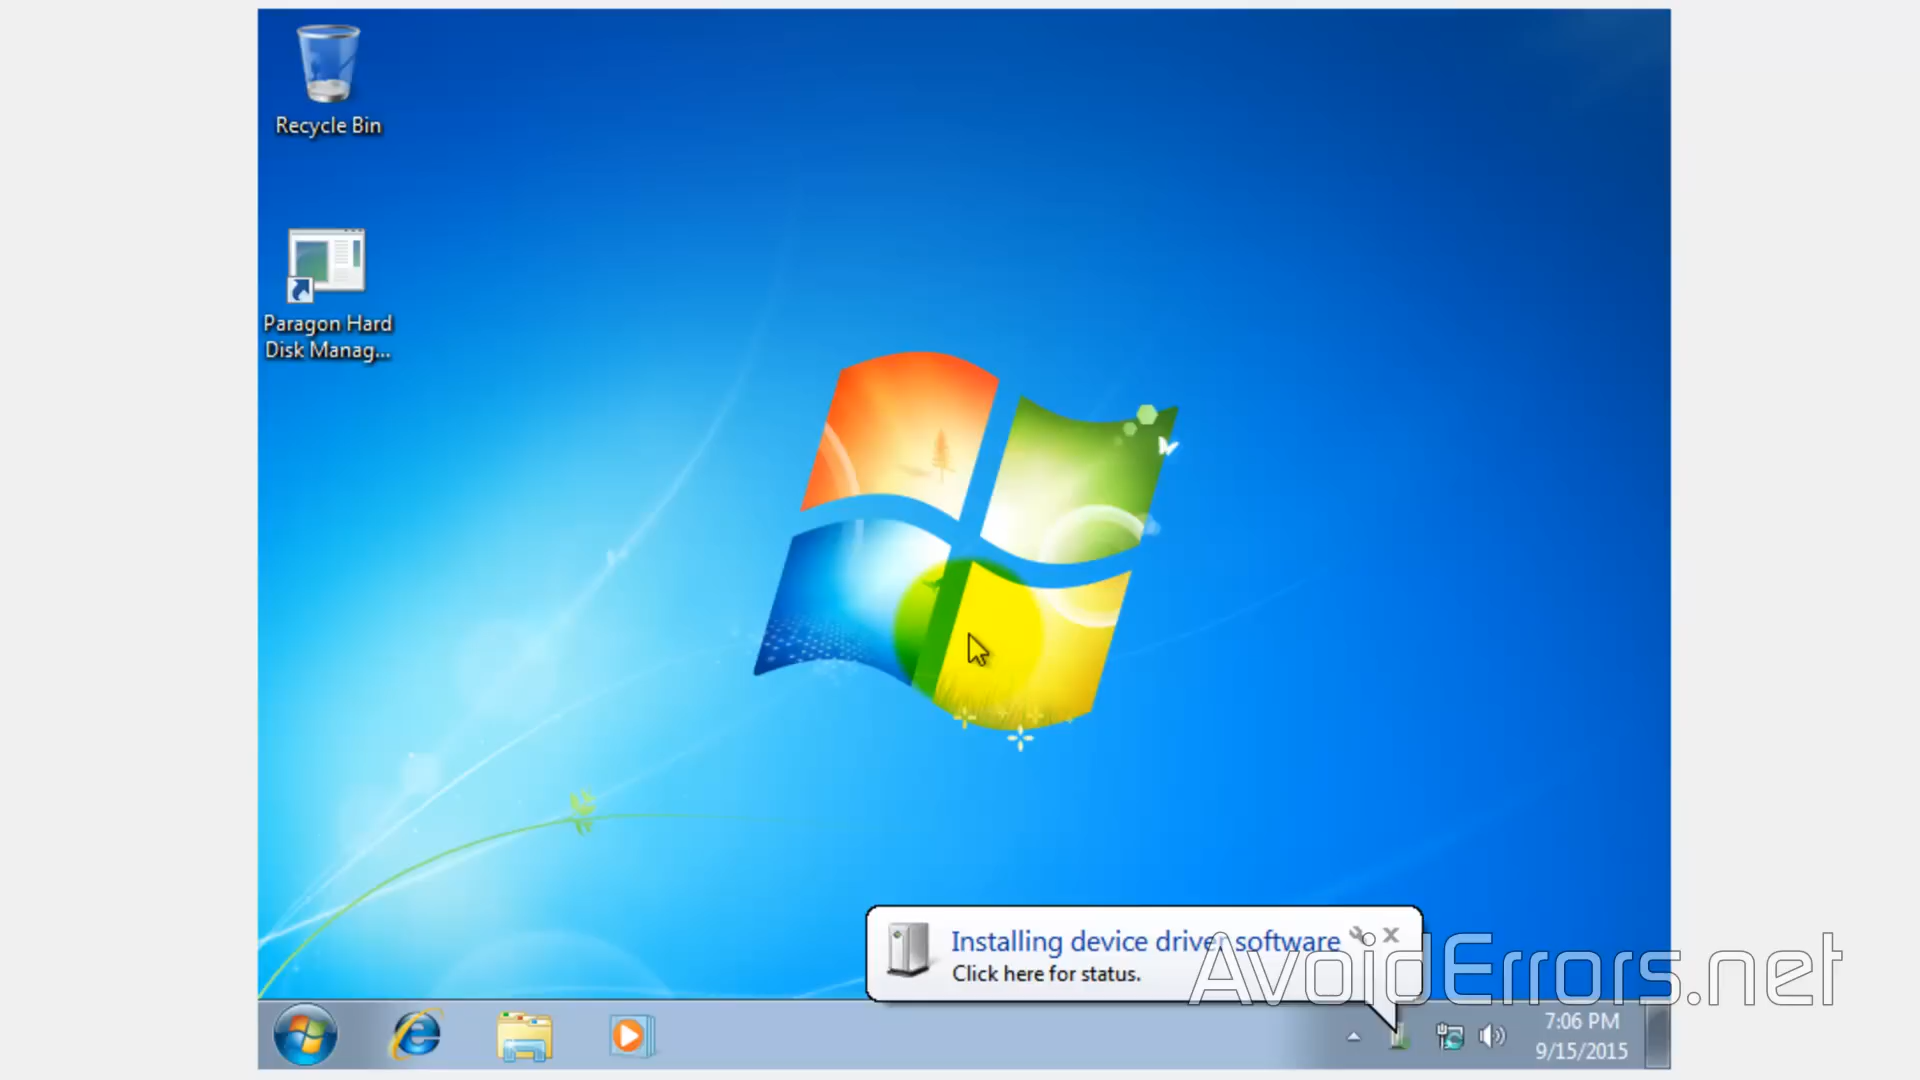 Recycle Bin
Paragon Hard
Disk Manag...
Installing device driver software
Click here for status.
AvoidErrors.net
7:06 PM
9/15/2015